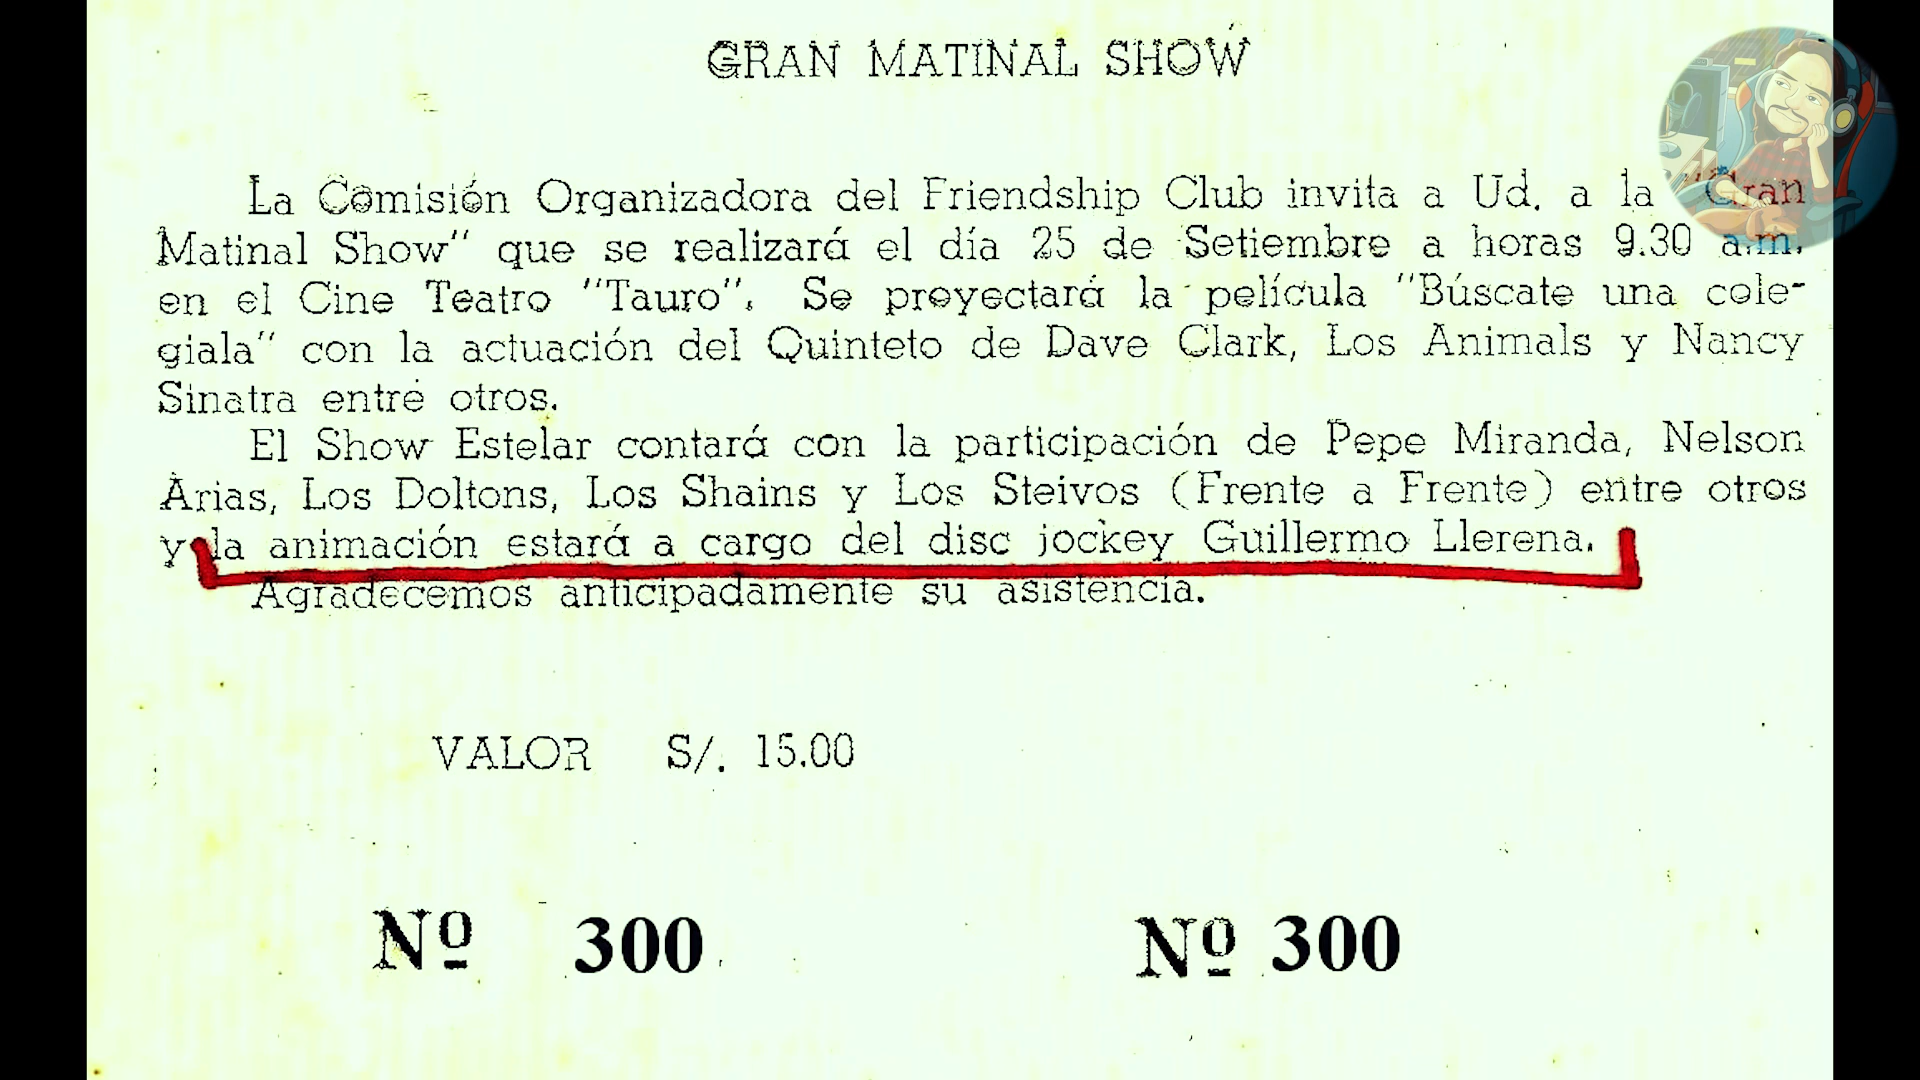 GRAN MATINAL SHOW
La Comisión Organizadora del Friendship Club invita a Ud. a la "Gran
Matinal Show" que se realizará el día 25 de Setiembre a horas 9.30 a.m.
en el Cine Teatro "Tauro". Se proyectará la película "Búscate una cole-
giala" con la actuación del Quinteto de Dave Clark, Los Animals y Nancy
Sinatra entre otros.
El Show Estelar contará con la participación de Pepe Miranda, Nelson
Arias, Los Doltons, Los Shains y Los Steivos (Frente a Frente) entre otros
y la animación estará a cargo del disc jockey Guillermo Llerena.
Agradecemos anticipadamente su asistencia.
VALOR S/. 15.00
Nº 300 Nº 300